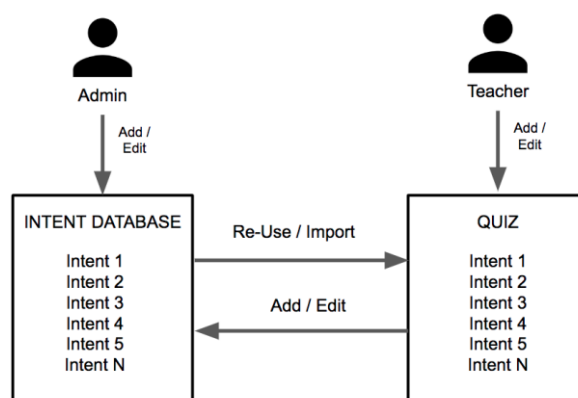 Admin
Teacher
Add /
Edit
Add /
Edit
INTENT DATABASE
Intent 1
Intent 2
Intent 3
Intent 4
Intent 5
Intent N
Re-Use / Import
Add / Edit
QUIZ
Intent 1
Intent 2
Intent 3
Intent 4
Intent 5
Intent N